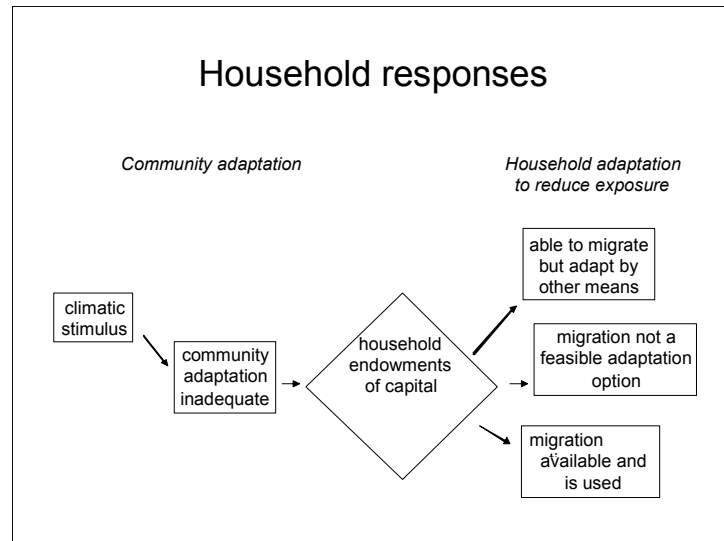 Household responses
Community adaptation
Household adaptation
to reduce exposure
climatic
stimulus
community
adaptation
inadequate
household
endowments
of capital
able to migrate
but adapt by
other means
migration not a
feasible adaptation
option
migration
available and
is used